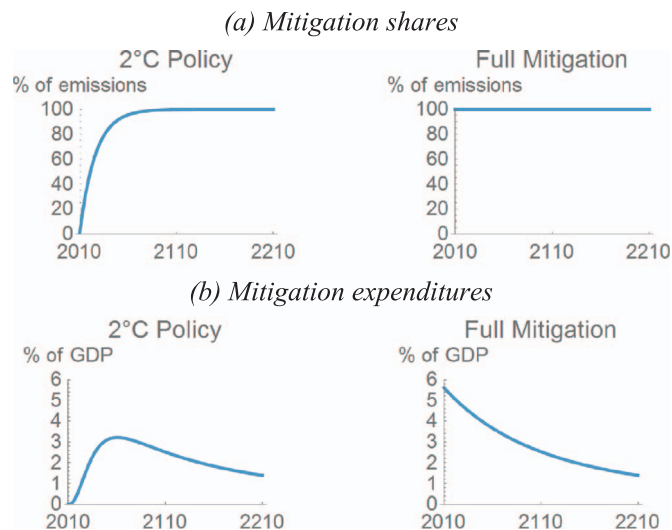 (a) Mitigation shares
2°C Policy
Full Mitigation
% of emissions
% of emissions
100
80
60
40
20
0
2010 2110 2210
100
80
60
40
20
0
2010 2110 2210
(b) Mitigation expenditures
2°C Policy
Full Mitigation
% of GDP
% of GDP
6
5
4
3
2
1
0
2010 2110 2210
6
5
4
3
2
1
0
2010 2110 2210